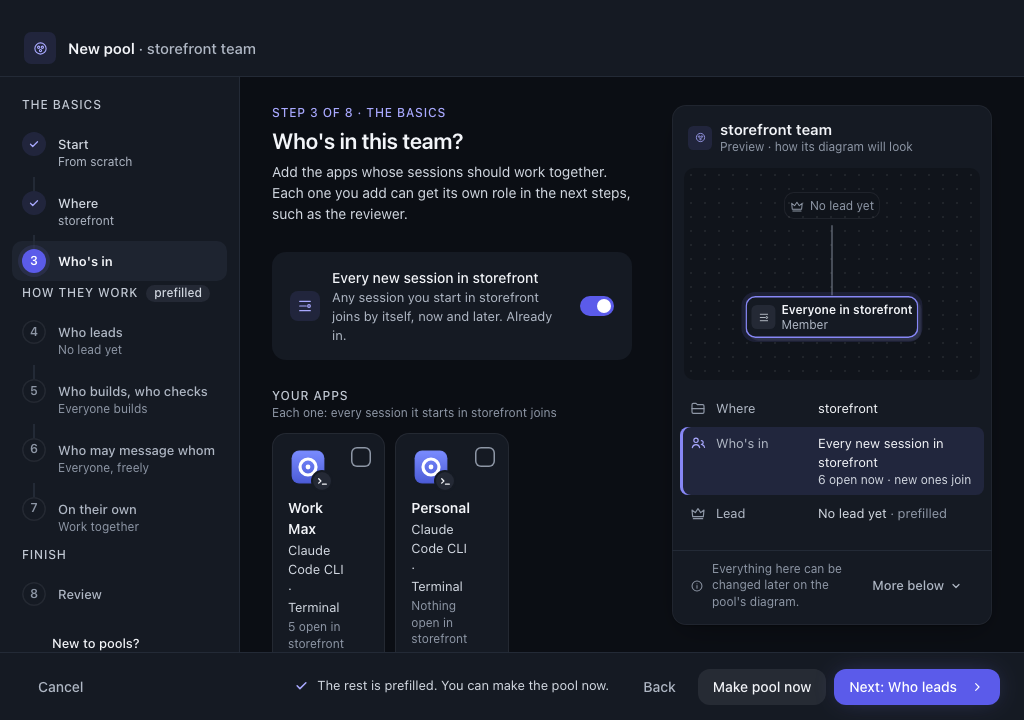 New pool · storefront team
THE BASICS
Start
From scratch
Where
storefront
3
Who's in
HOW THEY WORK
prefilled
4
Who leads
No lead yet
5
Who builds, who checks
Everyone builds
6
Who may message whom
Everyone, freely
7
On their own
Work together
FINISH
8
Review
New to pools?
STEP 3 OF 8 · THE BASICS
Who's in this team?
Add the apps whose sessions should work together.
Each one you add can get its own role in the next steps,
such as the reviewer.
Every new session in storefront
Any session you start in storefront
joins by itself, now and later. Already
in.
YOUR APPS
Each one: every session it starts in storefront joins
Work
Max
Claude
Code CLI
·
Terminal
5 open in
storefront
Personal
Claude
Code CLI
·
Terminal
Nothing
open in
storefront
storefront team
Preview · how its diagram will look
No lead yet
Everyone in storefront
Member
Where
storefront
Who's in
Every new session in
storefront
6 open now · new ones join
Lead
No lead yet · prefilled
Everything here can be
changed later on the
pool's diagram.
More below
Cancel
The rest is prefilled. You can make the pool now.
Back
Make pool now
Next: Who leads